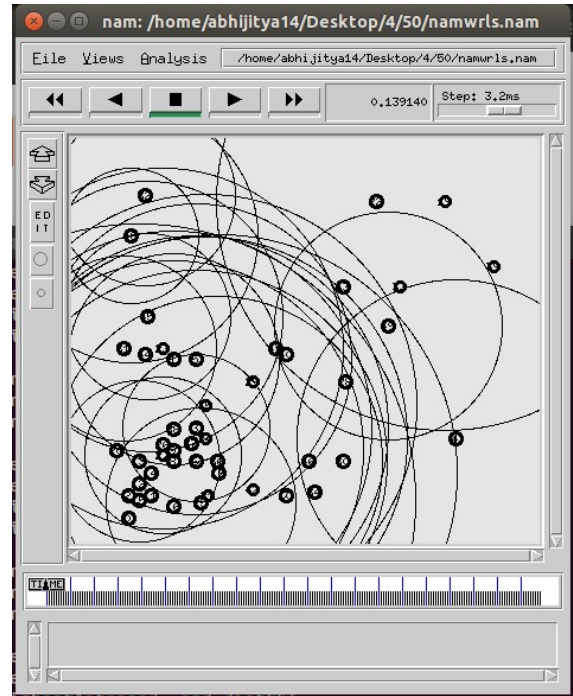 nam: /home/abhijitya14/Desktop/4/50/namwrls.nam
File Views Analysis /home/abhijitya14/Desktop/4/50/namwrls.nam
0.139140 Step: 3.2ms
ED
IT
TIME